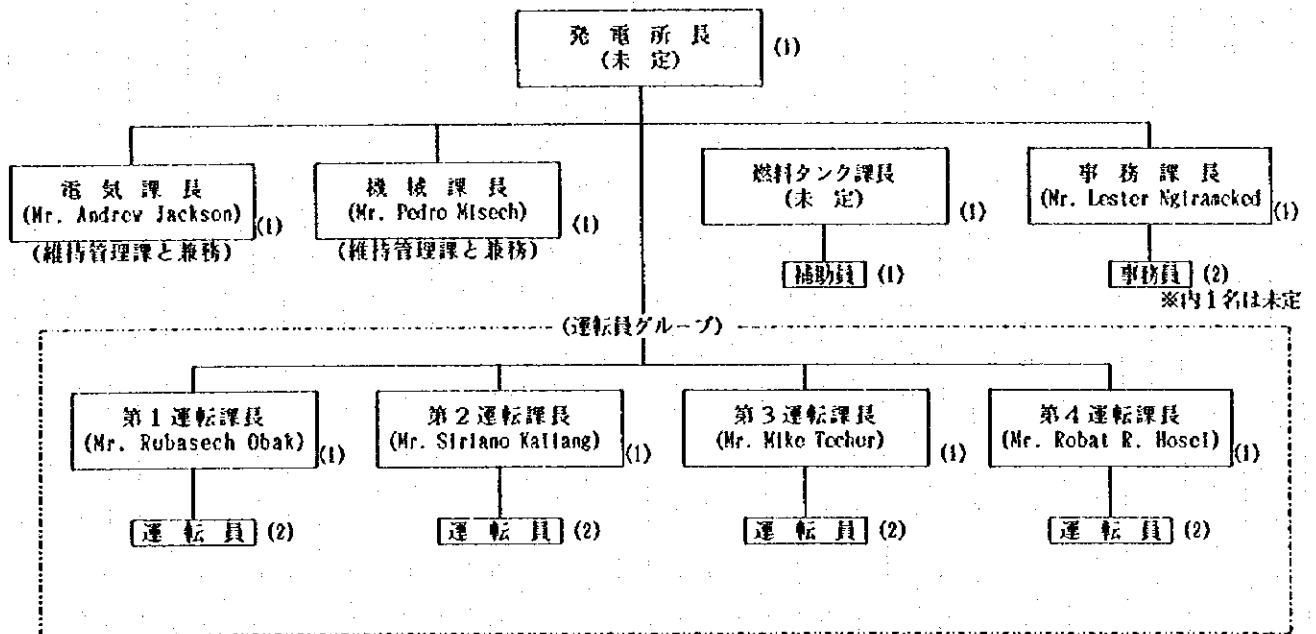 発電所長
(未定)
(1)
電気課長
(Mr. Andrew Jackson)
(1)
(維持管理課と兼務)
機械課長
(Mr. Pedro Misech)
(1)
(維持管理課と兼務)
燃料タンク課長
(未定)
(1)
補助員 (1)
事務課長
(Mr. Lester Ngirameked
(1)
事務員 (2)
※内1名は未定
(運転員グループ)
第1運転課長
(Mr. Rubasech Obak)
(1)
運転員 (2)
第2運転課長
(Mr. Siriano Kaliang)
(1)
運転員 (2)
第3運転課長
(Mr. Mike Techur)
(1)
運転員 (2)
第4運転課長
(Mr. Robat R. Hosei)
(1)
運転員 (2)